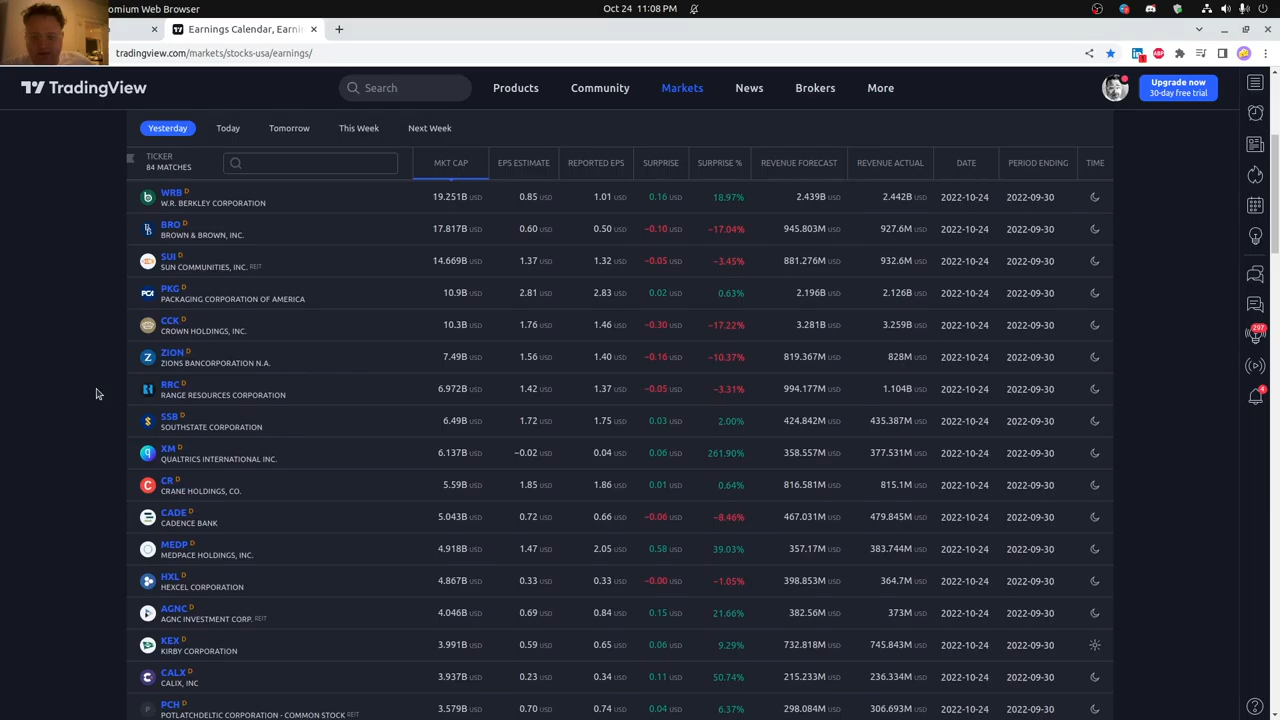 omium Web Browser
Oct 24 11:08 PM
Earnings Calendar, Earnin
tradingview.com/markets/stocks-usa/earnings/
TradingView
Search
Products
Community
Markets
News
Brokers
More
Upgrade now
30-day free trial
Yesterday
Today
Tomorrow
This Week
Next Week
TICKER
84 MATCHES
MKT CAP EPS ESTIMATE REPORTED EPS SURPRISE SURPRISE % REVENUE FORECAST REVENUE ACTUAL DATE PERIOD ENDING TIME
WRB D 19.251B USD 0.85 USD 1.01 USD 0.16 USD 18.97% 2.439B USD 2.442B USD 2022-10-24 2022-09-30
W.R. BERKLEY CORPORATION
BRO D 17.817B USD 0.60 USD 0.50 USD −0.10 USD −17.04% 945.803M USD 927.6M USD 2022-10-24 2022-09-30
BROWN & BROWN, INC.
SUI D 14.669B USD 1.37 USD 1.32 USD −0.05 USD −3.45% 881.276M USD 932.6M USD 2022-10-24 2022-09-30
SUN COMMUNITIES, INC. REIT
PKG D 10.9B USD 2.81 USD 2.83 USD 0.02 USD 0.63% 2.196B USD 2.126B USD 2022-10-24 2022-09-30
PACKAGING CORPORATION OF AMERICA
CCK D 10.3B USD 1.76 USD 1.46 USD −0.30 USD −17.22% 3.281B USD 3.259B USD 2022-10-24 2022-09-30
CROWN HOLDINGS, INC.
ZION D 7.49B USD 1.56 USD 1.40 USD −0.16 USD −10.37% 819.367M USD 828M USD 2022-10-24 2022-09-30
ZIONS BANCORPORATION N.A.
RRC D 6.972B USD 1.42 USD 1.37 USD −0.05 USD −3.31% 994.177M USD 1.104B USD 2022-10-24 2022-09-30
RANGE RESOURCES CORPORATION
SSB D 6.49B USD 1.72 USD 1.75 USD 0.03 USD 2.00% 424.842M USD 435.387M USD 2022-10-24 2022-09-30
SOUTHSTATE CORPORATION
XM D 6.137B USD −0.02 USD 0.04 USD 0.06 USD 261.90% 358.557M USD 377.531M USD 2022-10-24 2022-09-30
QUALTRICS INTERNATIONAL INC.
CR D 5.59B USD 1.85 USD 1.86 USD 0.01 USD 0.64% 816.581M USD 815.1M USD 2022-10-24 2022-09-30
CRANE HOLDINGS, CO.
CADE D 5.043B USD 0.72 USD 0.66 USD −0.06 USD −8.46% 467.031M USD 479.845M USD 2022-10-24 2022-09-30
CADENCE BANK
MEDP D 4.918B USD 1.47 USD 2.05 USD 0.58 USD 39.03% 357.17M USD 383.744M USD 2022-10-24 2022-09-30
MEDPACE HOLDINGS, INC.
HXL D 4.867B USD 0.33 USD 0.33 USD −0.00 USD −1.05% 398.853M USD 364.7M USD 2022-10-24 2022-09-30
HEXCEL CORPORATION
AGNC D 4.046B USD 0.69 USD 0.84 USD 0.15 USD 21.66% 382.56M USD 373M USD 2022-10-24 2022-09-30
AGNC INVESTMENT CORP. REIT
KEX D 3.991B USD 0.59 USD 0.65 USD 0.06 USD 9.29% 732.818M USD 745.843M USD 2022-10-24 2022-09-30
KIRBY CORPORATION
CALX D 3.937B USD 0.23 USD 0.34 USD 0.11 USD 50.74% 215.233M USD 236.334M USD 2022-10-24 2022-09-30
CALIX, INC
PCH D 3.579B USD 0.70 USD 0.74 USD 0.04 USD 6.37% 298.084M USD 306.693M USD 2022-10-24 2022-09-30
POTLATCHDELTIC CORPORATION - COMMON STOCK REIT
297
4